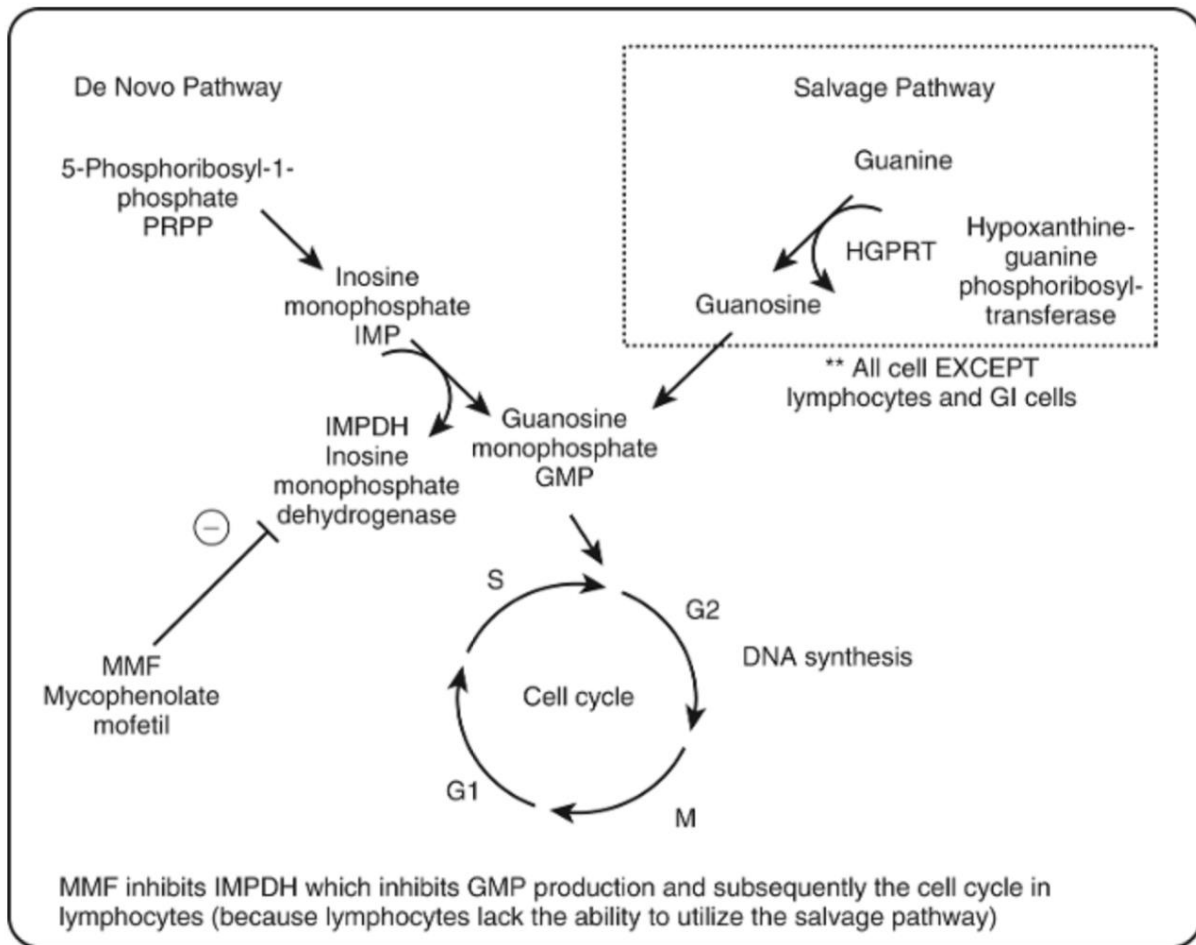 De Novo Pathway
5-Phosphoribosyl-1-
phosphate
PRPP
Inosine
monophosphate
IMP
IMPDH
Inosine
monophosphate
dehydrogenase
−
MMF
Mycophenolate
mofetil
Salvage Pathway
Guanine
HGPRT
Hypoxanthine-
guanine
phosphoribosyl-
transferase
Guanosine
** All cell EXCEPT
lymphocytes and GI cells
Guanosine
monophosphate
GMP
S
G2
DNA synthesis
Cell cycle
G1
M
MMF inhibits IMPDH which inhibits GMP production and subsequently the cell cycle in
lymphocytes (because lymphocytes lack the ability to utilize the salvage pathway)